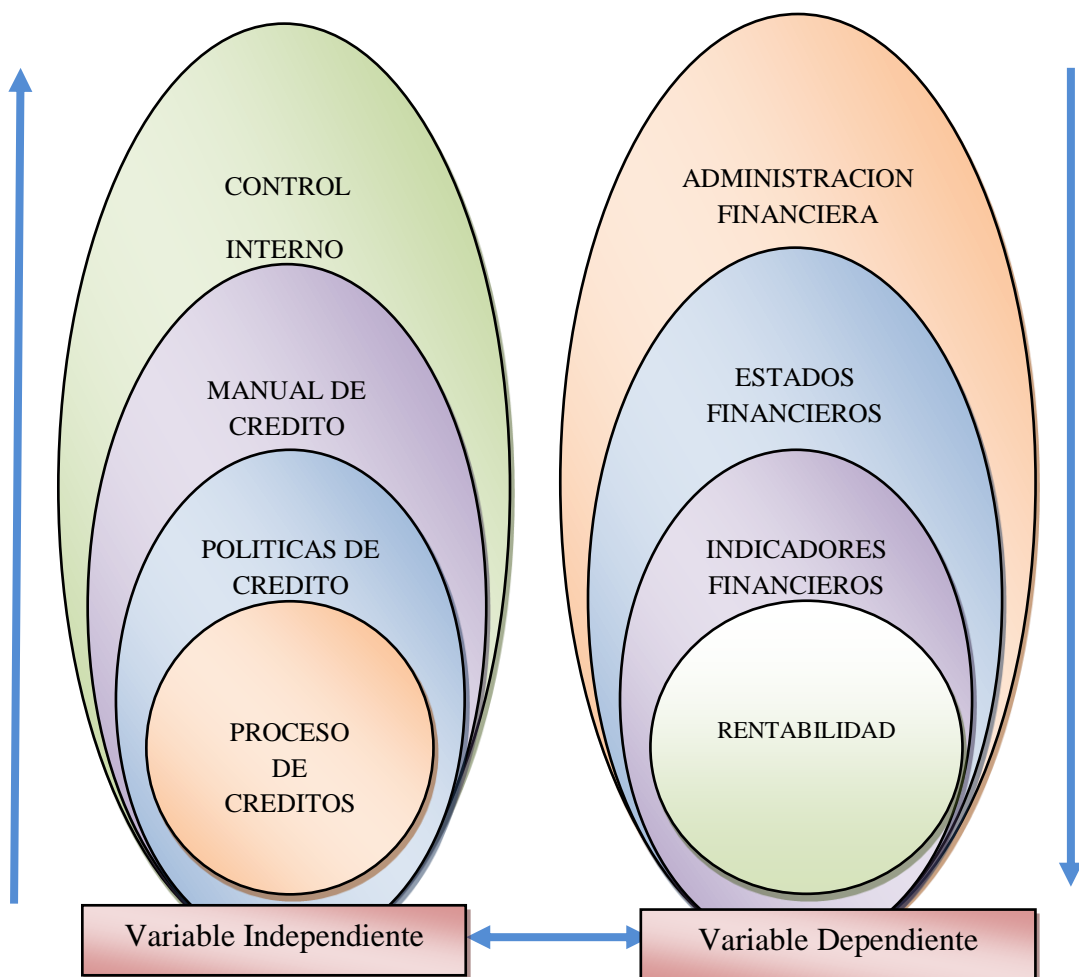 CONTROL
INTERNO
MANUAL DE
CREDITO
POLITICAS DE
CREDITO
PROCESO
DE
CREDITOS
Variable Independiente
ADMINISTRACION
FINANCIERA
ESTADOS
FINANCIEROS
INDICADORES
FINANCIEROS
RENTABILIDAD
Variable Dependiente